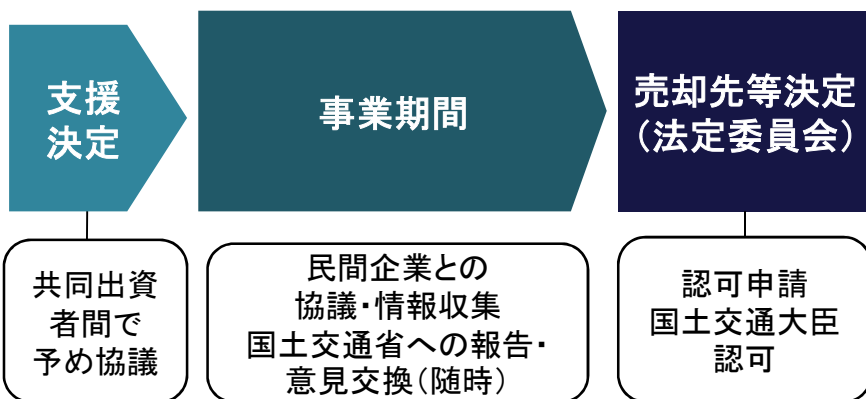 支援
決定
事業期間
売却先等決定
（法定委員会）
共同出資
者間で
予め協議
民間企業との
協議・情報収集
国土交通省への報告・
意見交換（随時）
認可申請
国土交通大臣
認可